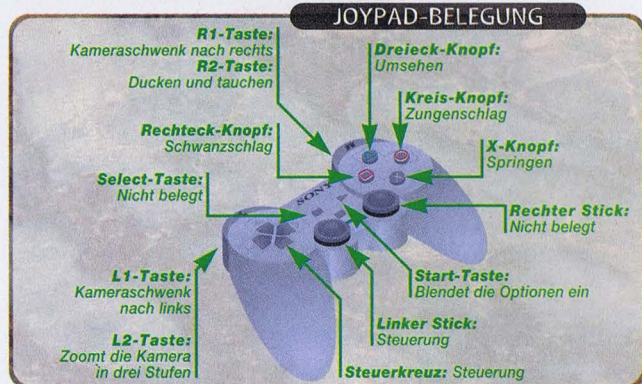 JOYPAD-BELEGUNG
R1-Taste:
Kameraschwenk nach rechts
R2-Taste:
Ducken und tauchen
Rechteck-Knopf:
Schwanzschlag
Select-Taste:
Nicht belegt
L1-Taste:
Kameraschwenk
nach links
L2-Taste:
Zoomt die Kamera
in drei Stufen
Dreieck-Knopf:
Umsehen
Kreis-Knopf:
Zungenschlag
X-Knopf:
Springen
Rechter Stick:
Nicht belegt
Start-Taste:
Blendet die Optionen ein
Linker Stick:
Steuerung
Steuerkreuz: Steuerung
SONY